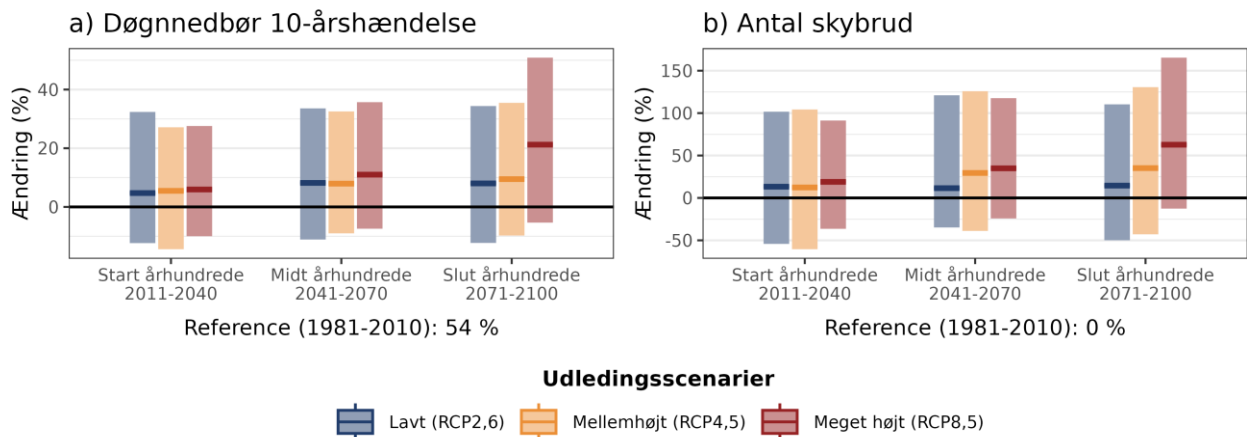 a) Døgnnedbør 10-årshændelse
Ændring (%)
40
20
0
Start århundrede
2011-2040
Midt århundrede
2041-2070
Slut århundrede
2071-2100
Reference (1981-2010): 54 %
b) Antal skybrud
Ændring (%)
150
100
50
0
-50
Start århundrede
2011-2040
Midt århundrede
2041-2070
Slut århundrede
2071-2100
Reference (1981-2010): 0 %
Udledingsscenarier
Lavt (RCP2,6)
Mellemhøjt (RCP4,5)
Meget højt (RCP8,5)